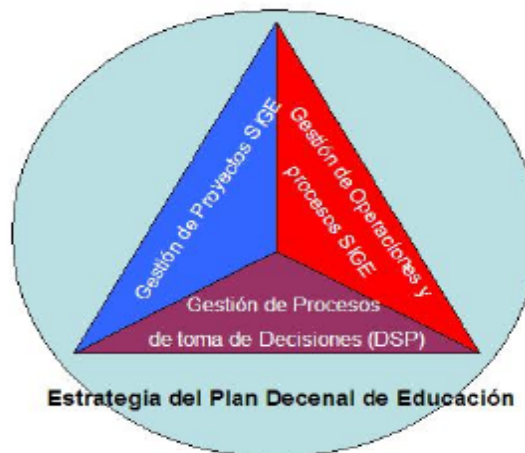 Gestión de Proyectos SIGE
Gestión de Operaciones y
procesos SIGE
Gestión de Procesos
de toma de Decisiones (DSP)
Estrategia del Plan Decenal de Educación